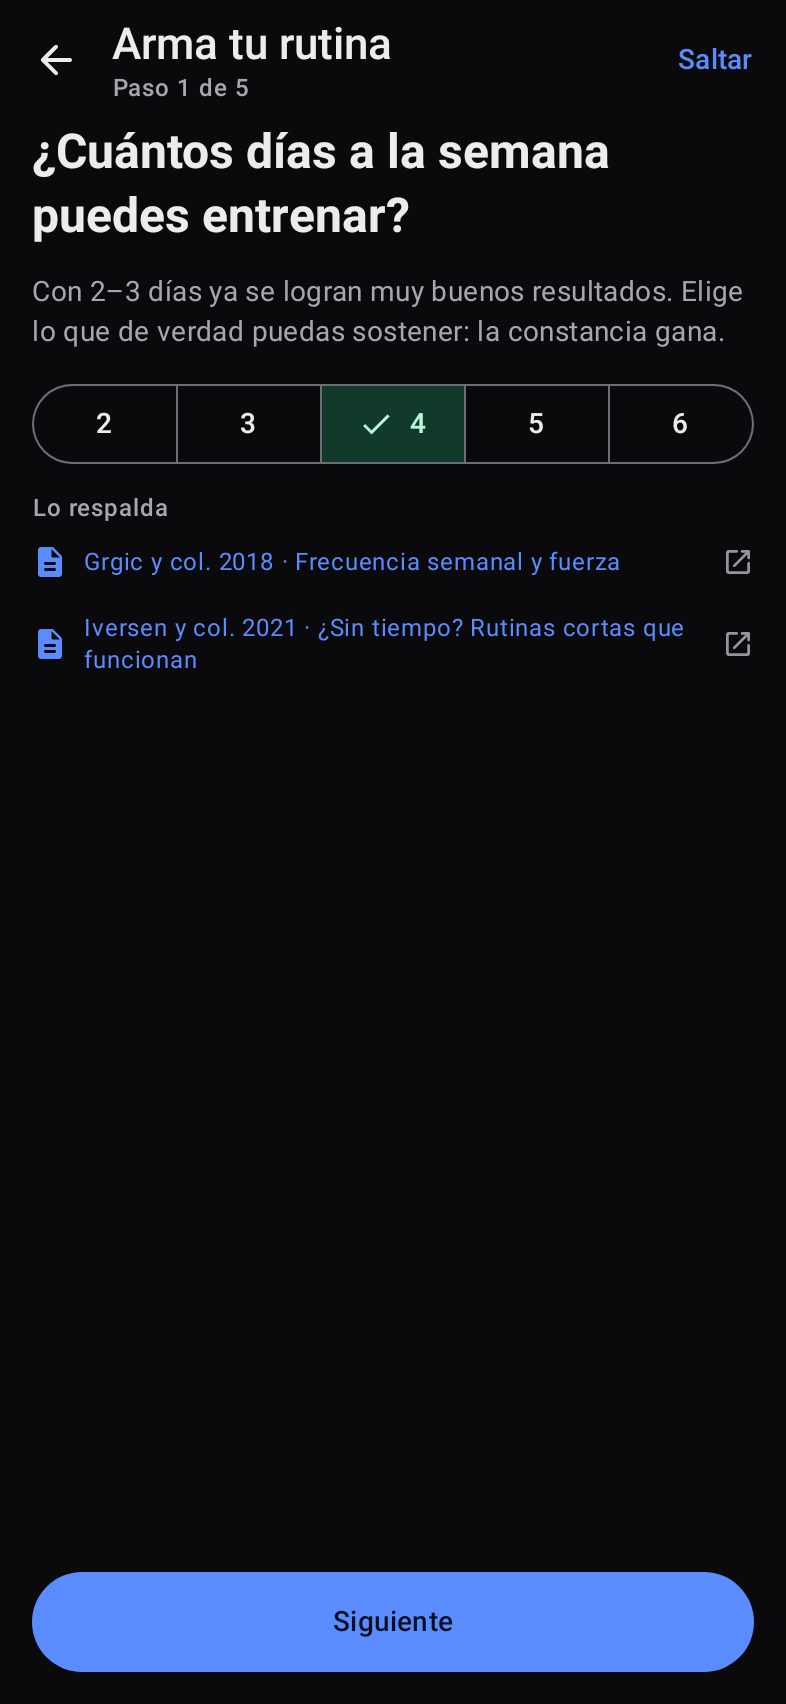 Arma tu rutina
Paso 1 de 5
Saltar
¿Cuántos días a la semana
puedes entrenar?
Con 2–3 días ya se logran muy buenos resultados. Elige
lo que de verdad puedas sostener: la constancia gana.
2 3 4 5 6
Lo respalda
Grgic y col. 2018 · Frecuencia semanal y fuerza
Iversen y col. 2021 · ¿Sin tiempo? Rutinas cortas que
funcionan
Siguiente